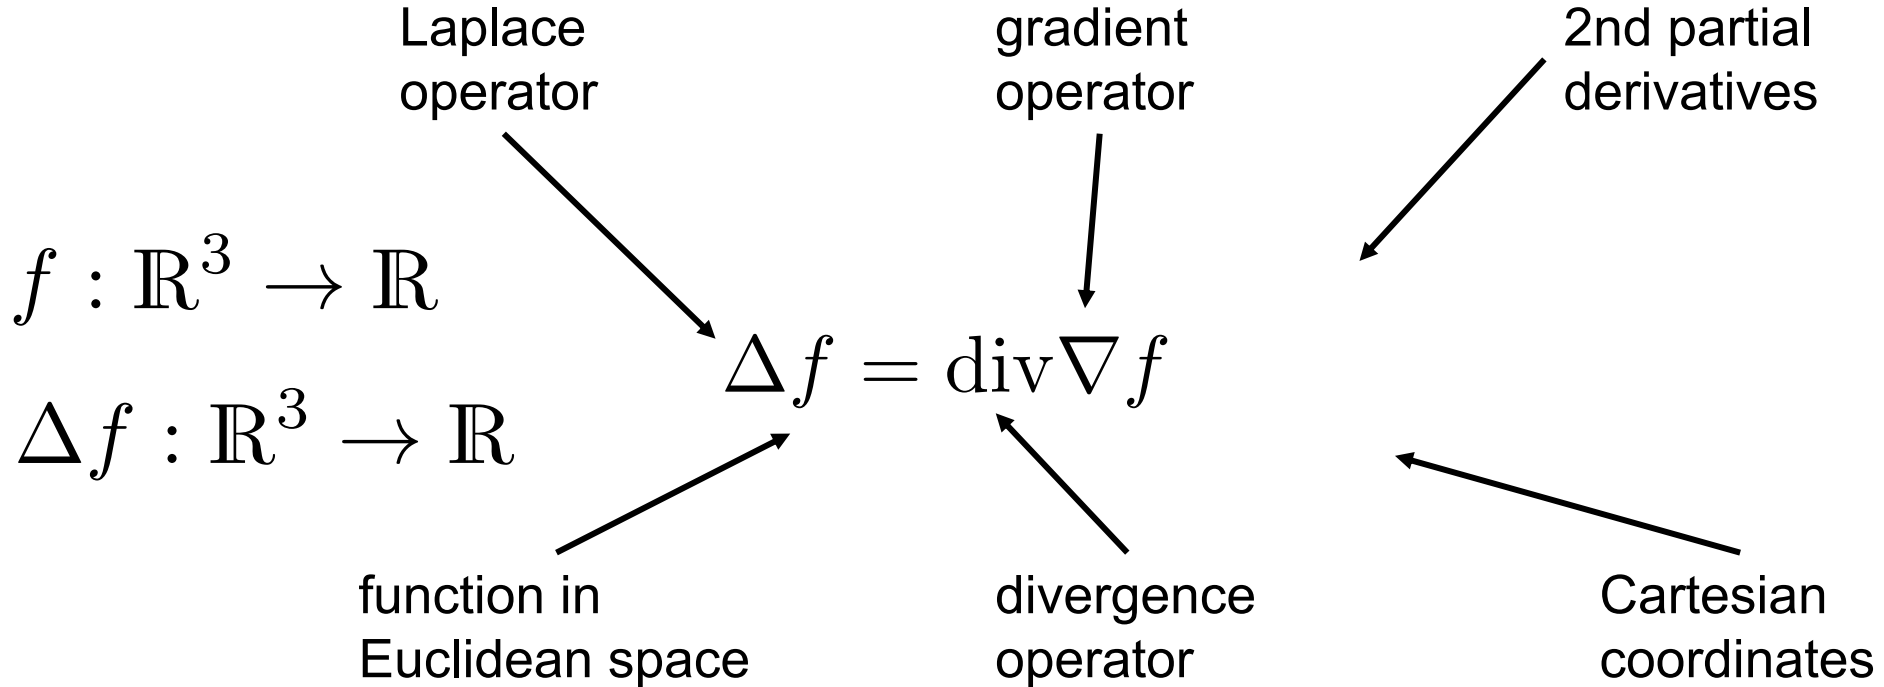 Laplace
operator
gradient
operator
2nd partial
derivatives
f : ℝ³ → ℝ
Δf = div∇f
Δf : ℝ³ → ℝ
function in
Euclidean space
divergence
operator
Cartesian
coordinates